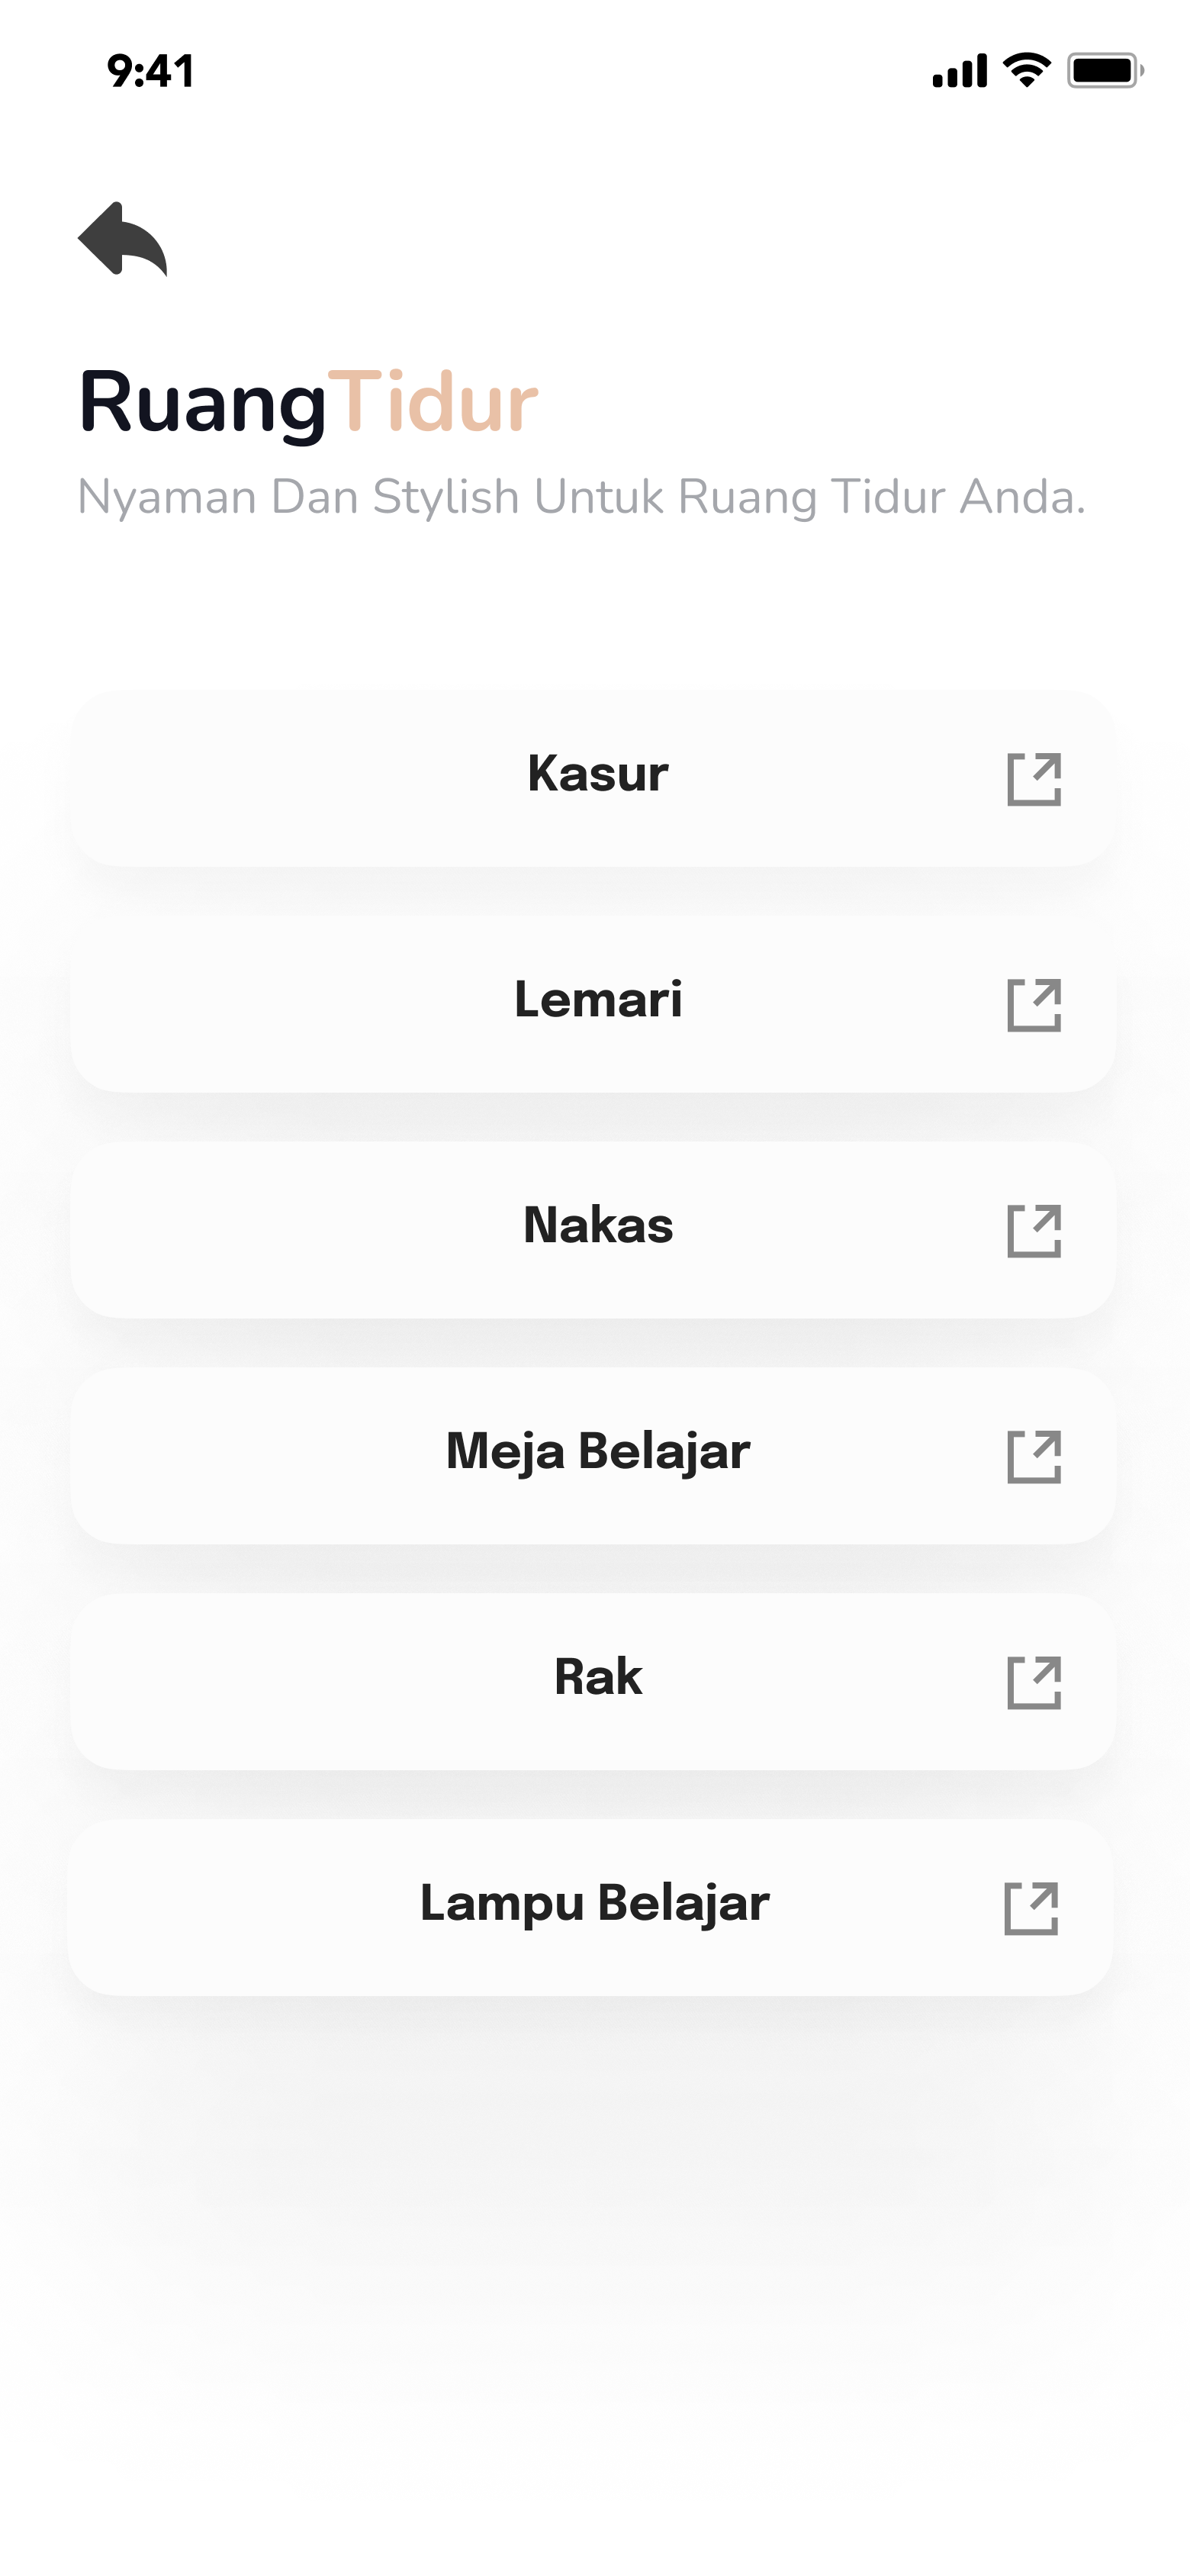 9:41
RuangTidur
Nyaman Dan Stylish Untuk Ruang Tidur Anda.
Kasur
Lemari
Nakas
Meja Belajar
Rak
Lampu Belajar